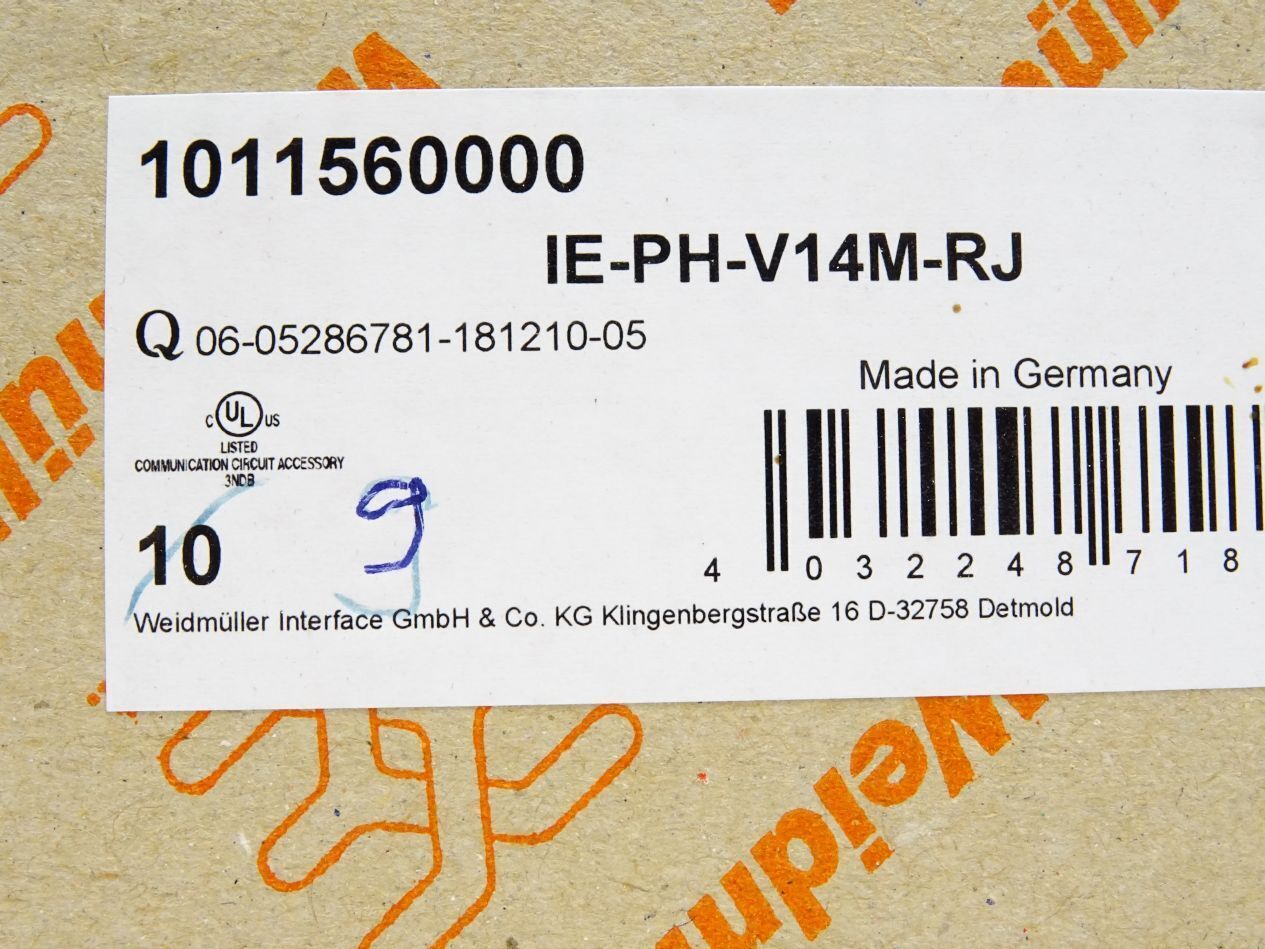 1011560000
IE-PH-V14M-RJ
Q 06-05286781-181210-05
Made in Germany
c UL US
LISTED
COMMUNICATION CIRCUIT ACCESSORY
3NDB
10
9
4 032248 718
Weidmüller Interface GmbH & Co. KG Klingenbergstraße 16 D-32758 Detmold
Weidm